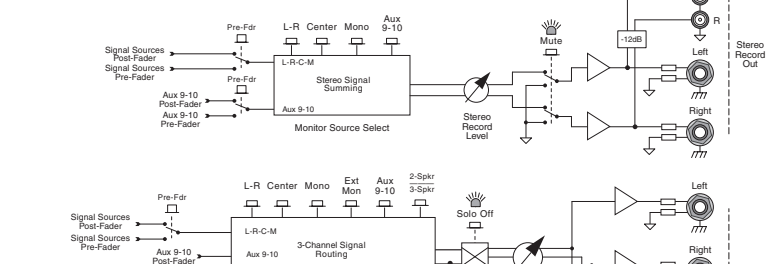 R
-12dB
Stereo
Record
Out
Pre-Fdr
L-R Center Mono Aux
9-10
Mute
Left
Signal Sources
Post-Fader
Signal Sources
Pre-Fader
L-R-C-M
Stereo Signal
Summing
Pre-Fdr
Aux 9-10
Post-Fader
Aux 9-10
Pre-Fader
Aux 9-10
Monitor Source Select
Stereo
Record
Level
Right
Pre-Fdr
L-R Center Mono Ext
Mon
Aux
9-10
2-Spkr
3-Spkr
Solo Off
Left
Signal Sources
Post-Fader
Signal Sources
Pre-Fader
L-R-C-M
3-Channel Signal
Routing
Aux 9-10
Post-Fader
Aux 9-10
Right